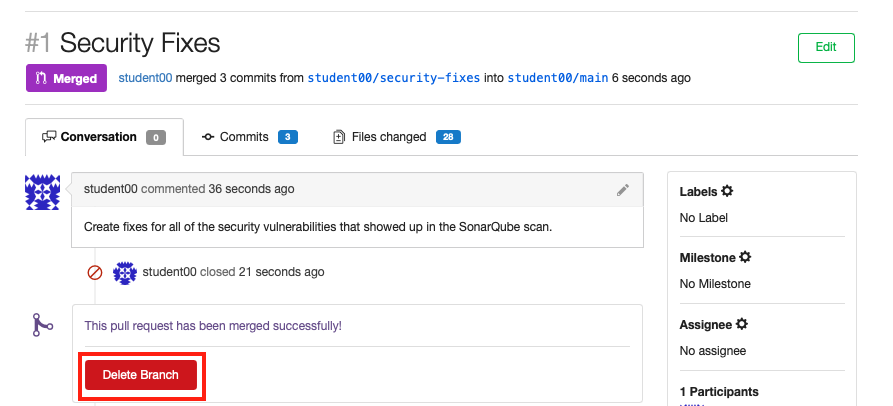 #1 Security Fixes
Edit
Merged
student00 merged 3 commits from student00/security-fixes into student00/main 6 seconds ago
Conversation 0
Commits 3
Files changed 28
student00 commented 36 seconds ago
Create fixes for all of the security vulnerabilities that showed up in the SonarQube scan.
student00 closed 21 seconds ago
This pull request has been merged successfully!
Delete Branch
Labels
No Label
Milestone
No Milestone
Assignee
No assignee
1 Participants